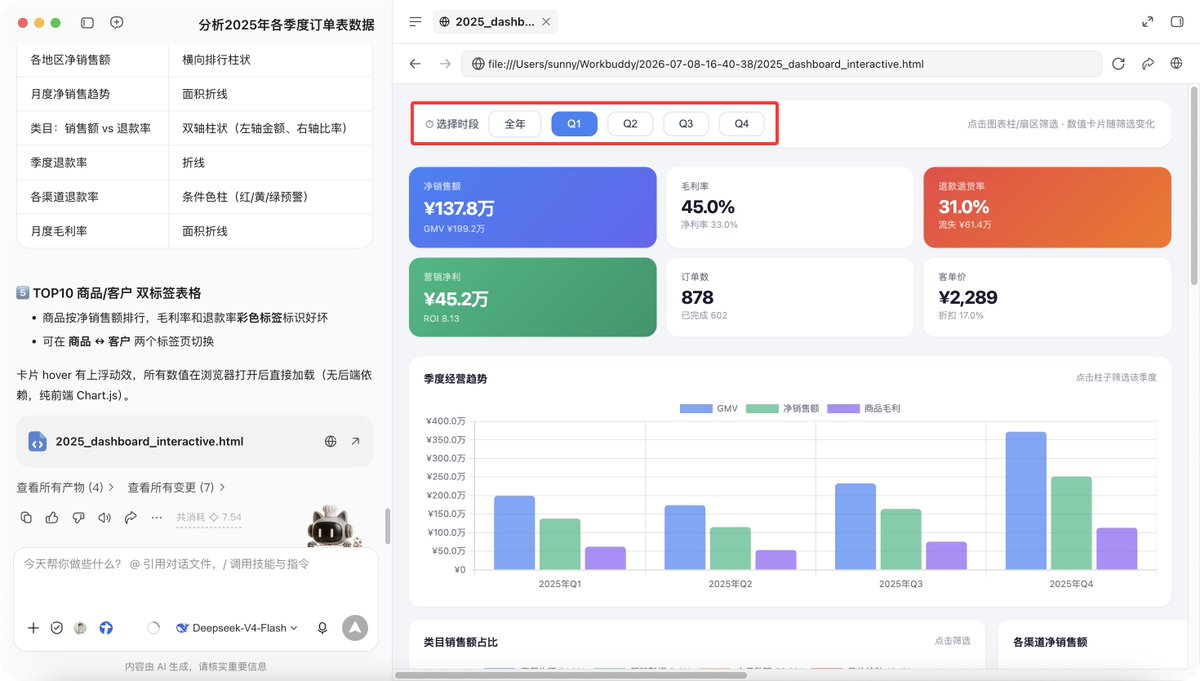 分析2025年各季度订单表数据
各地区净销售额 横向排行柱状
月度净销售趋势 面积折线
类目：销售额 vs 退款率 双轴柱状（左轴金额、右轴比率）
季度退款率 折线
各渠道退款率 条件色柱（红/黄/绿预警）
月度毛利率 面积折线
5 TOP10 商品/客户 双标签表格
• 商品按净销售额排行，毛利率和退款率彩色标签标识好坏
• 可在 商品 ↔ 客户 两个标签页切换
卡片 hover 有上浮动效，所有数值在浏览器打开后直接加载（无后端依
赖，纯前端 Chart.js）。
2025_dashboard_interactive.html
查看所有产物 (4) > 查看所有变更 (7) >
共消耗 7.54
今天帮你做些什么？ @ 引用对话文件，/ 调用技能与指令
Deepseek-V4-Flash
内容由 AI 生成，请核实重要信息
2025_dashb...
file:///Users/sunny/Workbuddy/2026-07-08-16-40-38/2025_dashboard_interactive.html
选择时段 全年 Q1 Q2 Q3 Q4
点击图表柱/扇区筛选 · 数值卡片随筛选变化
净销售额
¥137.8万
GMV ¥199.2万
毛利率
45.0%
净利率 33.0%
退款退货率
31.0%
流失 ¥61.4万
营销净利
¥45.2万
ROI 8.13
订单数
878
已完成 602
客单价
¥2,289
折扣 17.0%
季度经营趋势
点击柱子筛选该季度
GMV 净销售额 商品毛利
¥400.0万
¥350.0万
¥300.0万
¥250.0万
¥200.0万
¥150.0万
¥100.0万
¥50.0万
¥0
2025年Q1 2025年Q2 2025年Q3 2025年Q4
类目销售额占比
点击筛选
各渠道净销售额